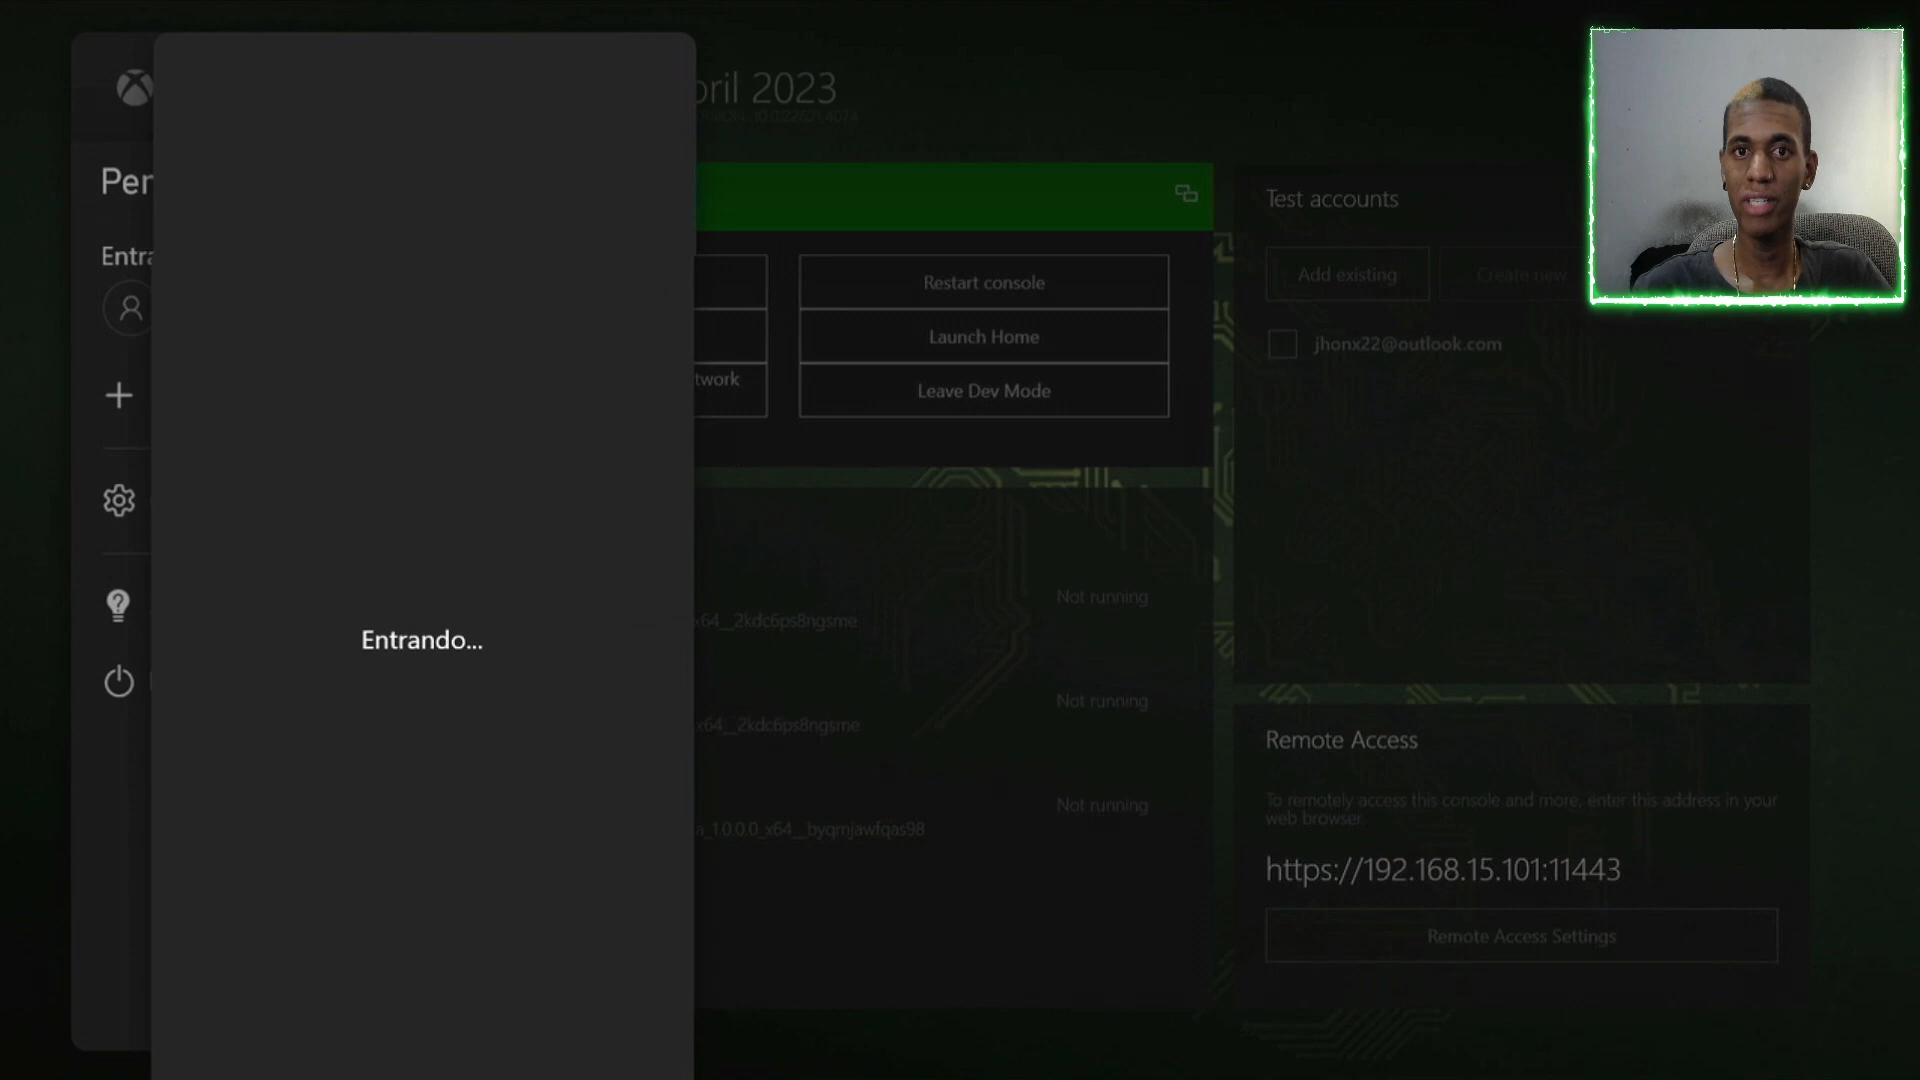 Per
Entra
Entrando...
pril 2023
twork
Restart console
Launch Home
Leave Dev Mode
Not running
x64__2kdc6ps8ngsme
Not running
x64__2kdc6ps8ngsme
Not running
a_1.0.0.0_x64__byqmjawfqas98
Test accounts
Add existing
Create new
jhonx22@outlook.com
Remote Access
To remotely access this console and more, enter this address in your
web browser.
https://192.168.15.101:11443
Remote Access Settings